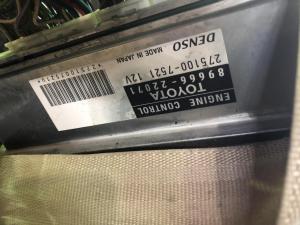 ENGINE CONTROL
TOYOTA
89666-22071
275100-7521 12V
DENSO MADE IN JAPAN